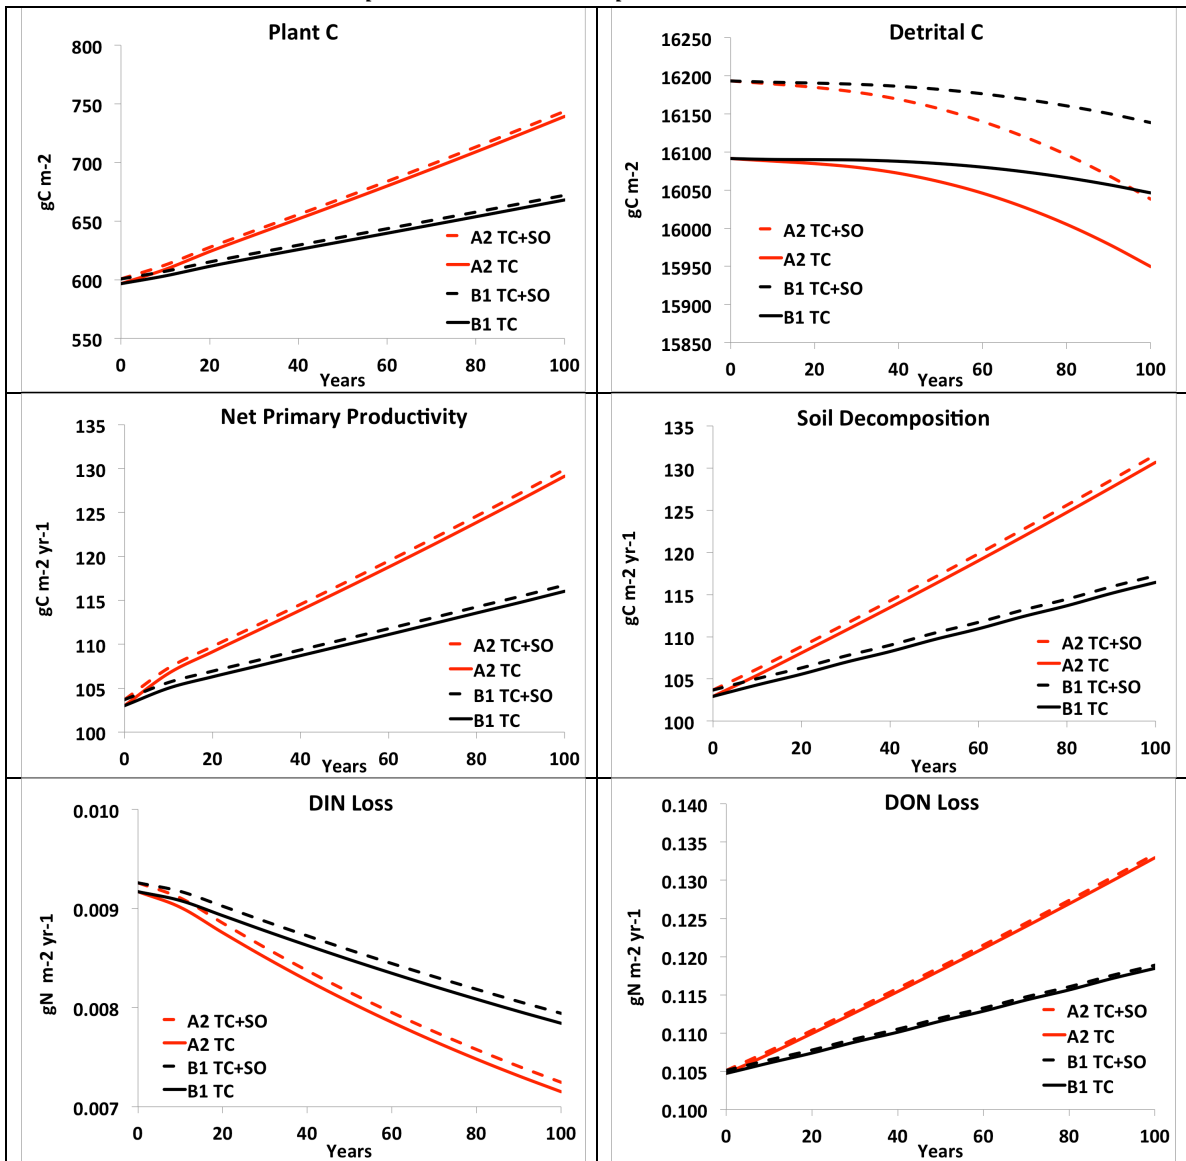 Plant C
800
750
700
650
600
550
gC m-2
0 20 40 60 80 100
Years
A2 TC+SO
A2 TC
B1 TC+SO
B1 TC
Detrital C
16250
16200
16150
16100
16050
16000
15950
15900
15850
gC m-2
0 20 40 60 80 100
Years
A2 TC+SO
A2 TC
B1 TC+SO
B1 TC
Net Primary Productivity
135
130
125
120
115
110
105
100
gC m-2 yr-1
0 20 40 60 80 100
Years
A2 TC+SO
A2 TC
B1 TC+SO
B1 TC
Soil Decomposition
135
130
125
120
115
110
105
100
gC m-2 yr-1
0 20 40 60 80 100
Years
A2 TC+SO
A2 TC
B1 TC+SO
B1 TC
DIN Loss
0.010
0.009
0.008
0.007
gN m-2 yr-1
0 20 40 60 80 100
Years
A2 TC+SO
A2 TC
B1 TC+SO
B1 TC
DON Loss
0.140
0.135
0.130
0.125
0.120
0.115
0.110
0.105
0.100
gN m-2 yr-1
0 20 40 60 80 100
Years
A2 TC+SO
A2 TC
B1 TC+SO
B1 TC